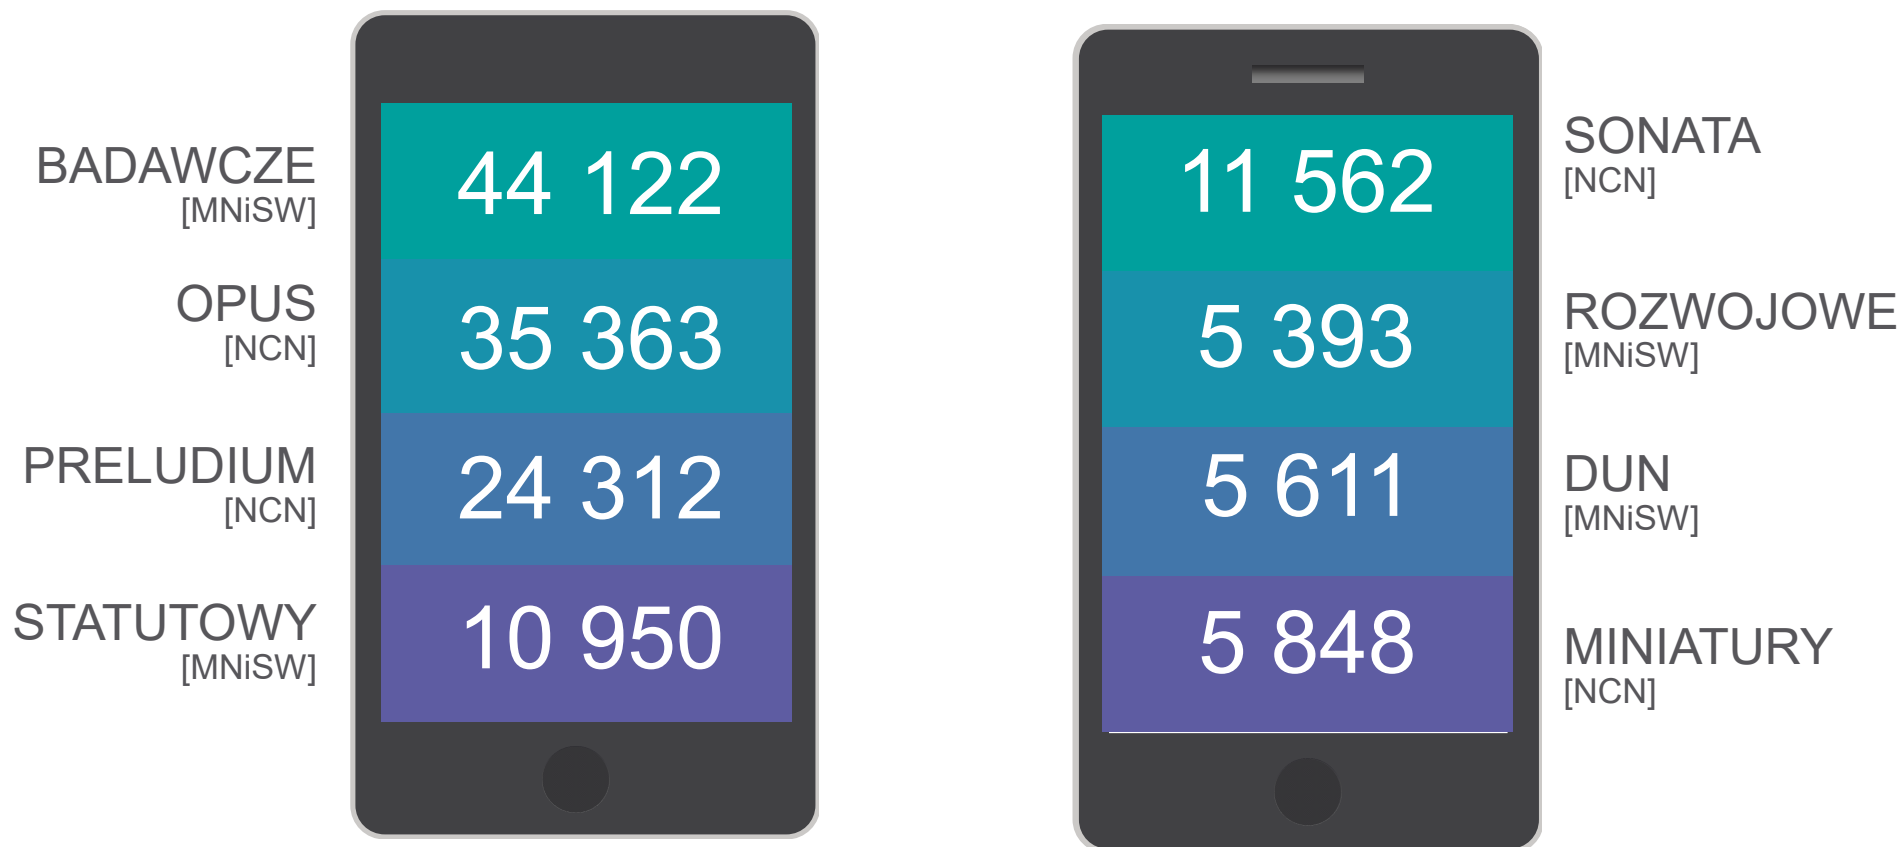 BADAWCZE
[MNiSW]
44 122
OPUS
[NCN]
35 363
PRELUDIUM
[NCN]
24 312
STATUTOWY
[MNiSW]
10 950
11 562
SONATA
[NCN]
5 393
ROZWOJOWE
[MNiSW]
5 611
DUN
[MNiSW]
5 848
MINIATURY
[NCN]